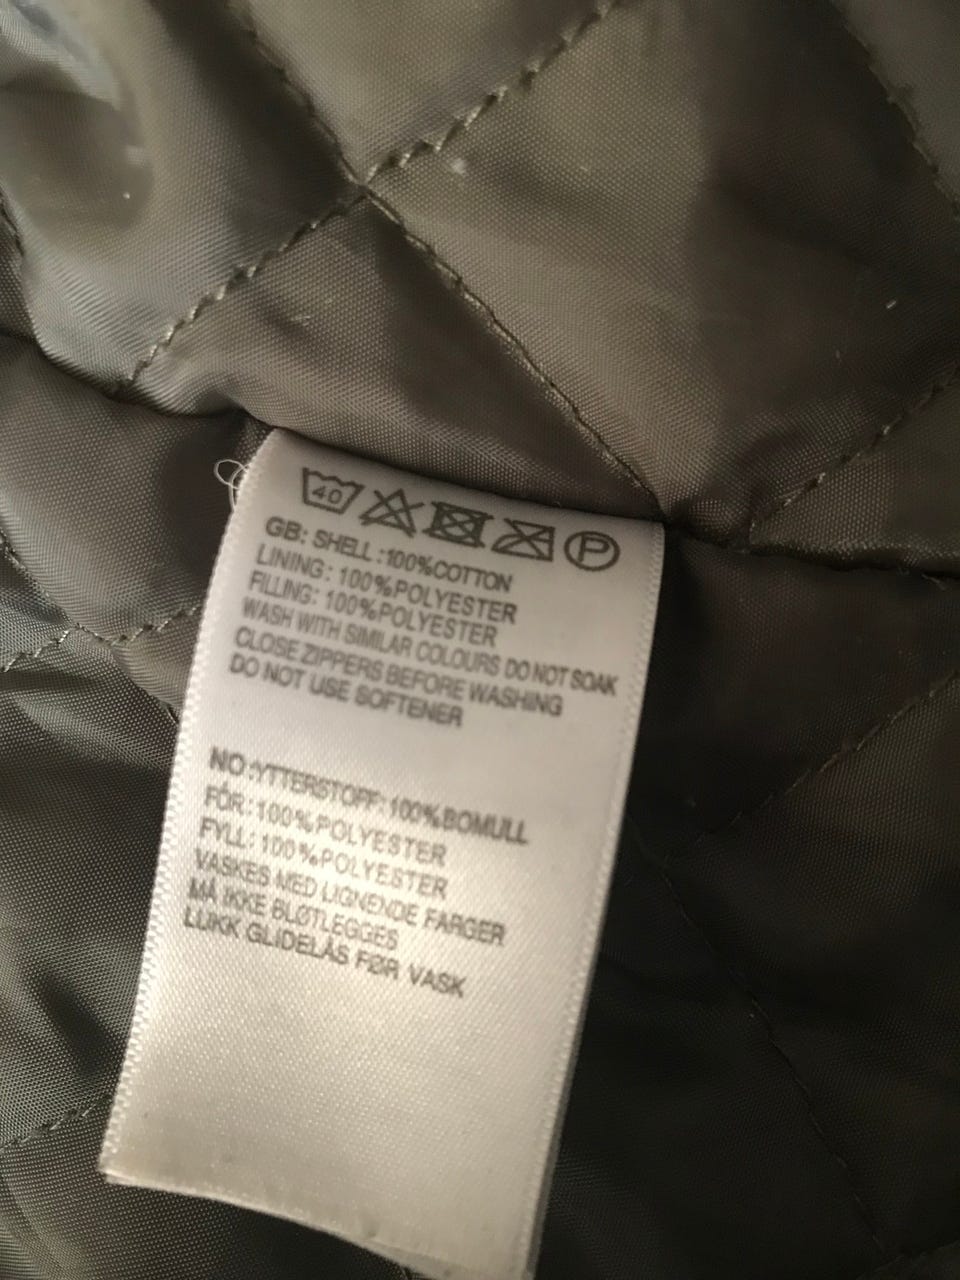 40 P
GB: SHELL:100%COTTON
LINING: 100%POLYESTER
FILLING: 100%POLYESTER
WASH WITH SIMILAR COLOURS DO NOT SOAK
CLOSE ZIPPERS BEFORE WASHING
DO NOT USE SOFTENER
NO:YTTERSTOFF:100%BOMULL
FÔR:100%POLYESTER
FYLL:100%POLYESTER
VASKES MED LIGNENDE FARGER
MÅ IKKE BLØTLEGGES
LUKK GLIDELÅS FØR VASK